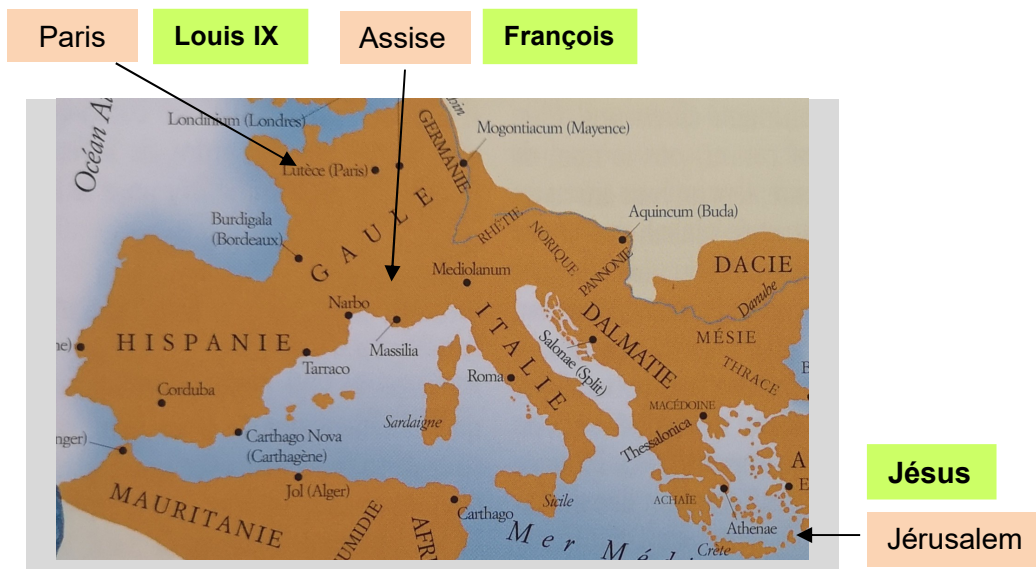 Paris
Louis IX
Assise
François
Océan
Londinium (Londres)
GERMANIE
Mogontiacum (Mayence)
Lutèce (Paris)
Burdigala
(Bordeaux)
GAULE
RHÉTIE
NORIQUE
PANNONIE
Aquincum (Buda)
DACIE
Danube
Mediolanum
Narbo
Massilia
ITALIE
DALMATIE
Salonae (Split)
MÉSIE
THRACE
HISPANIE
Tarraco
Roma
Corduba
Sardaigne
MACÉDOINE
Thessalonica
Carthago Nova
(Carthagène)
Jol (Alger)
MAURITANIE
Carthago
Sicile
ACHAÏE
Athenae
Crète
Mer
Jésus
Jérusalem